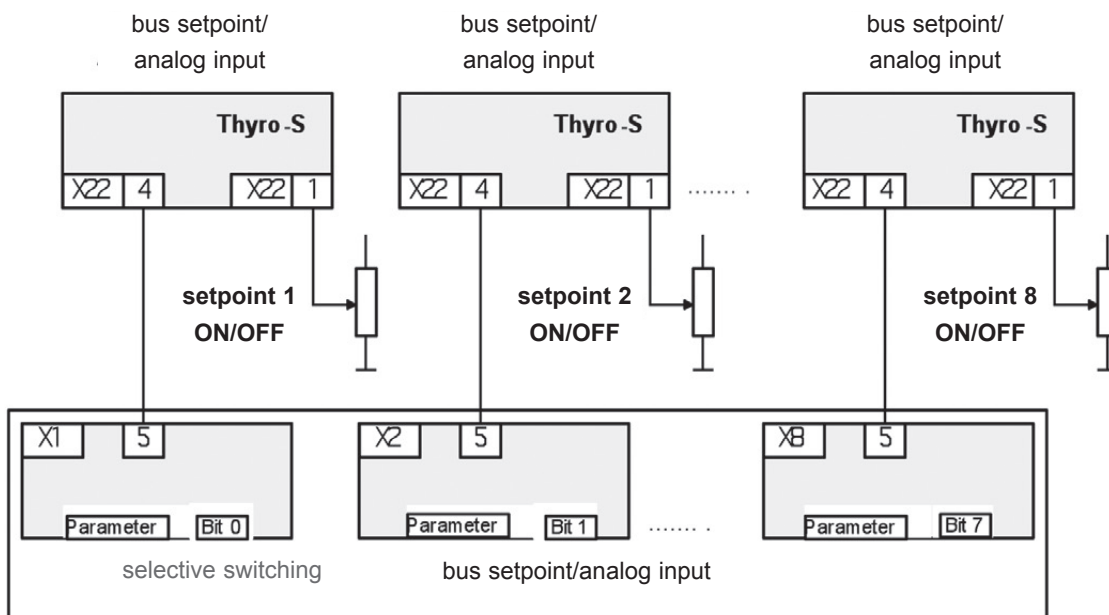 bus setpoint/
analog input
bus setpoint/
analog input
bus setpoint/
analog input
Thyro -S
Thyro -S
Thyro -S
X22 4 X22 1
X22 4 X22 1 ....... .
X22 4 X22 1
setpoint 1
ON/OFF
setpoint 2
ON/OFF
setpoint 8
ON/OFF
X1 5
X2 5
X8 5
Parameter Bit 0
Parameter Bit 1 ....... .
Parameter Bit 7
selective switching
bus setpoint/analog input